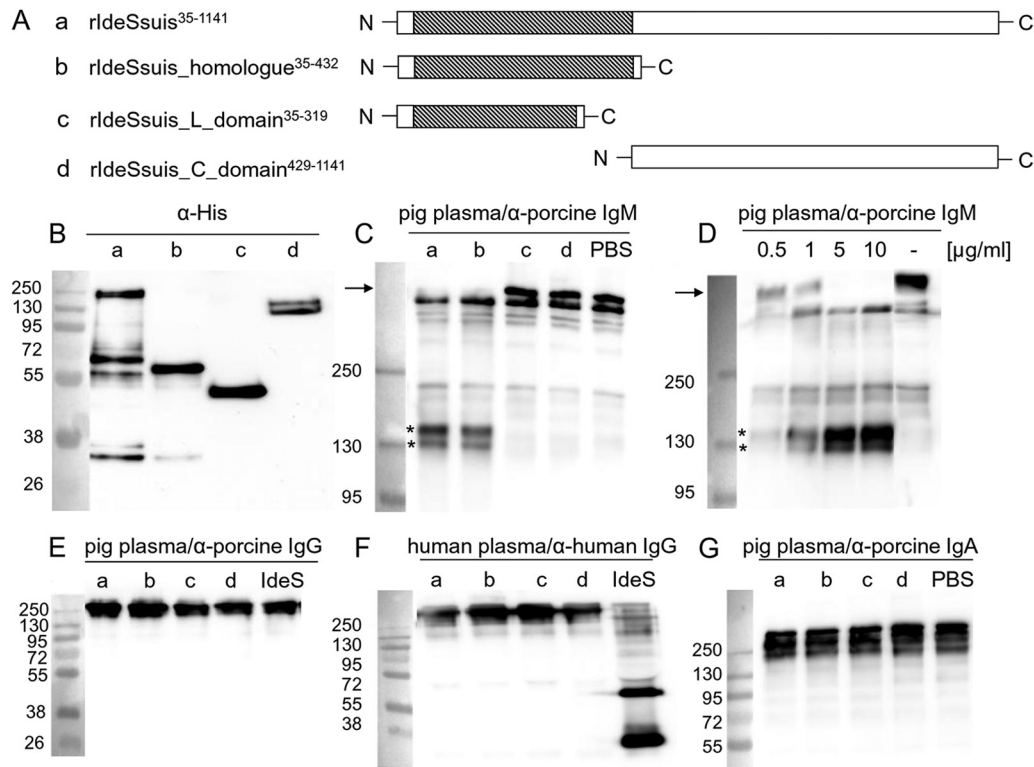 A
a rIdeSsuis³⁵⁻¹¹⁴¹ N C
b rIdeSsuis_homologue³⁵⁻⁴³² N C
c rIdeSsuis_L_domain³⁵⁻³¹⁹ N C
d rIdeSsuis_C_domain⁴²⁹⁻¹¹⁴¹ N C
B
α-His
a b c d
250
130
95
72
55
38
26
C
pig plasma/α-porcine IgM
a b c d PBS
250
* 
* 130
95
D
pig plasma/α-porcine IgM
0.5 1 5 10 - [µg/ml]
250
130 *
*
95
E
pig plasma/α-porcine IgG
a b c d IdeS
250
130
95
72
55
38
26
F
human plasma/α-human IgG
a b c d IdeS
250
130
95
72
55
38
G
pig plasma/α-porcine IgA
a b c d PBS
250
130
95
72
55